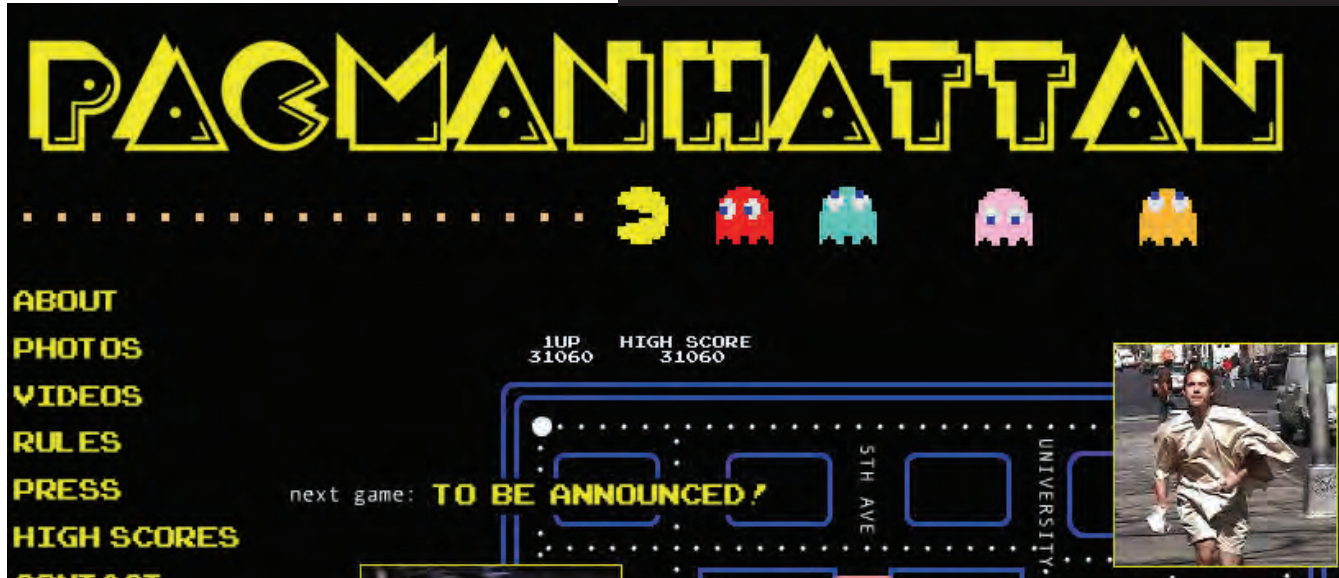 PACMANHATTAN
ABOUT
PHOTOS
VIDEOS
RULES
PRESS
HIGH SCORES
CONTACT
1UP HIGH SCORE
31060 31060
next game: TO BE ANNOUNCED!
5TH AVE
UNIVERSITY